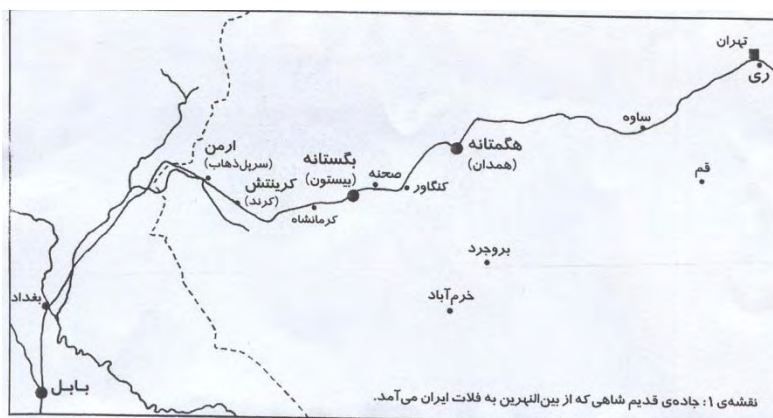 تهران
ری
ساوه
قم
هگمتانه
(همدان)
کنگاور
صحنه
بگستانه
(بیستون)
کرمانشاه
کرینتش
(کرند)
ارمن
(سرپل‌ذهاب)
بروجرد
خرم‌آباد
بغداد
بابل
نقشه‌ی ۱: جاده‌ی قدیم شاهی که از بین‌النهرین به فلات ایران می‌آمد.